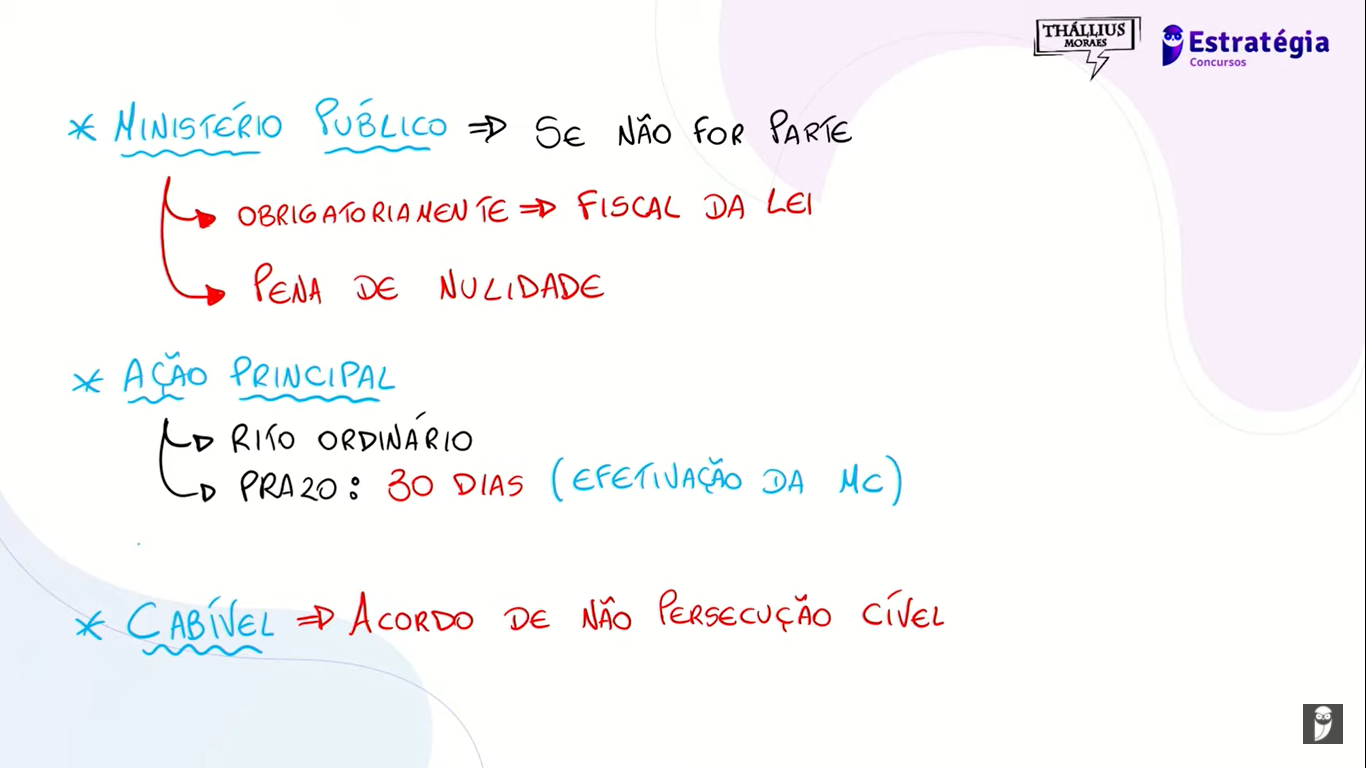 THÁLLIUS
MORAES
Estratégia
Concursos
* MINISTÉRIO PÚBLICO ⇒ SE NÃO FOR PARTE
OBRIGATORIAMENTE ⇒ FISCAL DA LEI
PENA DE NULIDADE
* AÇÃO PRINCIPAL
RITO ORDINÁRIO
PRAZO: 30 DIAS (EFETIVAÇÃO DA MC)
* CABÍVEL ⇒ ACORDO DE NÃO PERSECUÇÃO CÍVEL